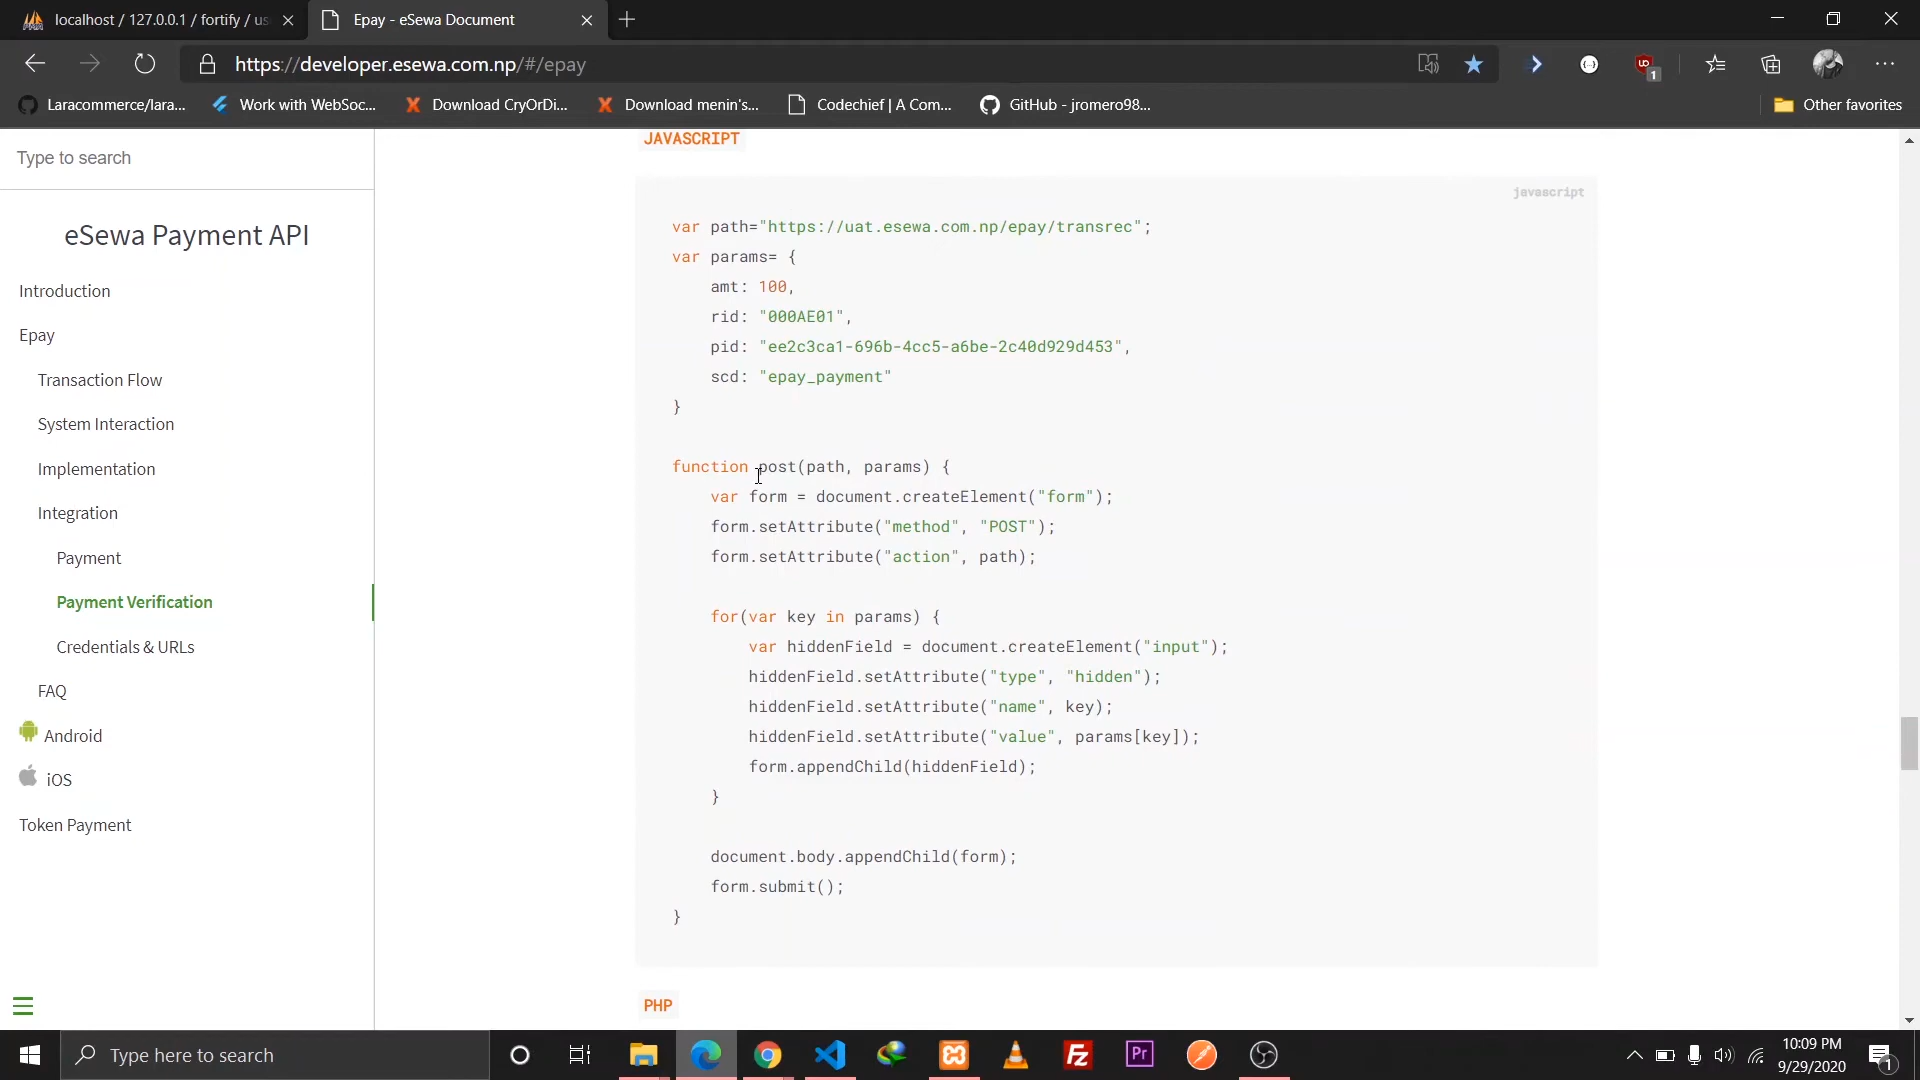 localhost / 127.0.0.1 / fortify / us
Epay - eSewa Document
https://developer.esewa.com.np/#/epay
1
Laracommerce/lara...
Work with WebSoc...
Download CryOrDi...
Download menin's...
Codechief | A Com...
GitHub - jromero98...
Other favorites
Type to search
eSewa Payment API
Introduction
Epay
Transaction Flow
System Interaction
Implementation
Integration
Payment
Payment Verification
Credentials & URLs
FAQ
Android
iOS
Token Payment
JAVASCRIPT
javascript
var path="https://uat.esewa.com.np/epay/transrec";
var params= {
amt: 100,
rid: "000AE01",
pid: "ee2c3ca1-696b-4cc5-a6be-2c40d929d453",
scd: "epay_payment"
}
function post(path, params) {
var form = document.createElement("form");
form.setAttribute("method", "POST");
form.setAttribute("action", path);
for(var key in params) {
var hiddenField = document.createElement("input");
hiddenField.setAttribute("type", "hidden");
hiddenField.setAttribute("name", key);
hiddenField.setAttribute("value", params[key]);
form.appendChild(hiddenField);
}
document.body.appendChild(form);
form.submit();
}
PHP
Type here to search
Fz
Pr
10:09 PM
9/29/2020
1